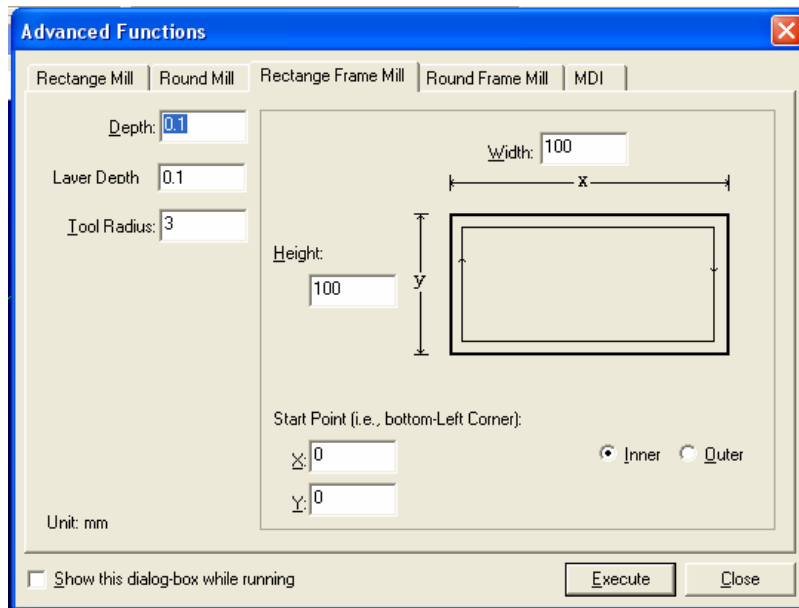 Advanced Functions
Rectange Mill Round Mill Rectange Frame Mill Round Frame Mill MDI
Depth: 0.1
Layer Depth 0.1
Tool Radius: 3
Width: 100
x
Height:
100
y
Start Point (i.e., bottom-Left Corner):
X: 0
Inner Outer
Y: 0
Unit: mm
Show this dialog-box while running
Execute Close